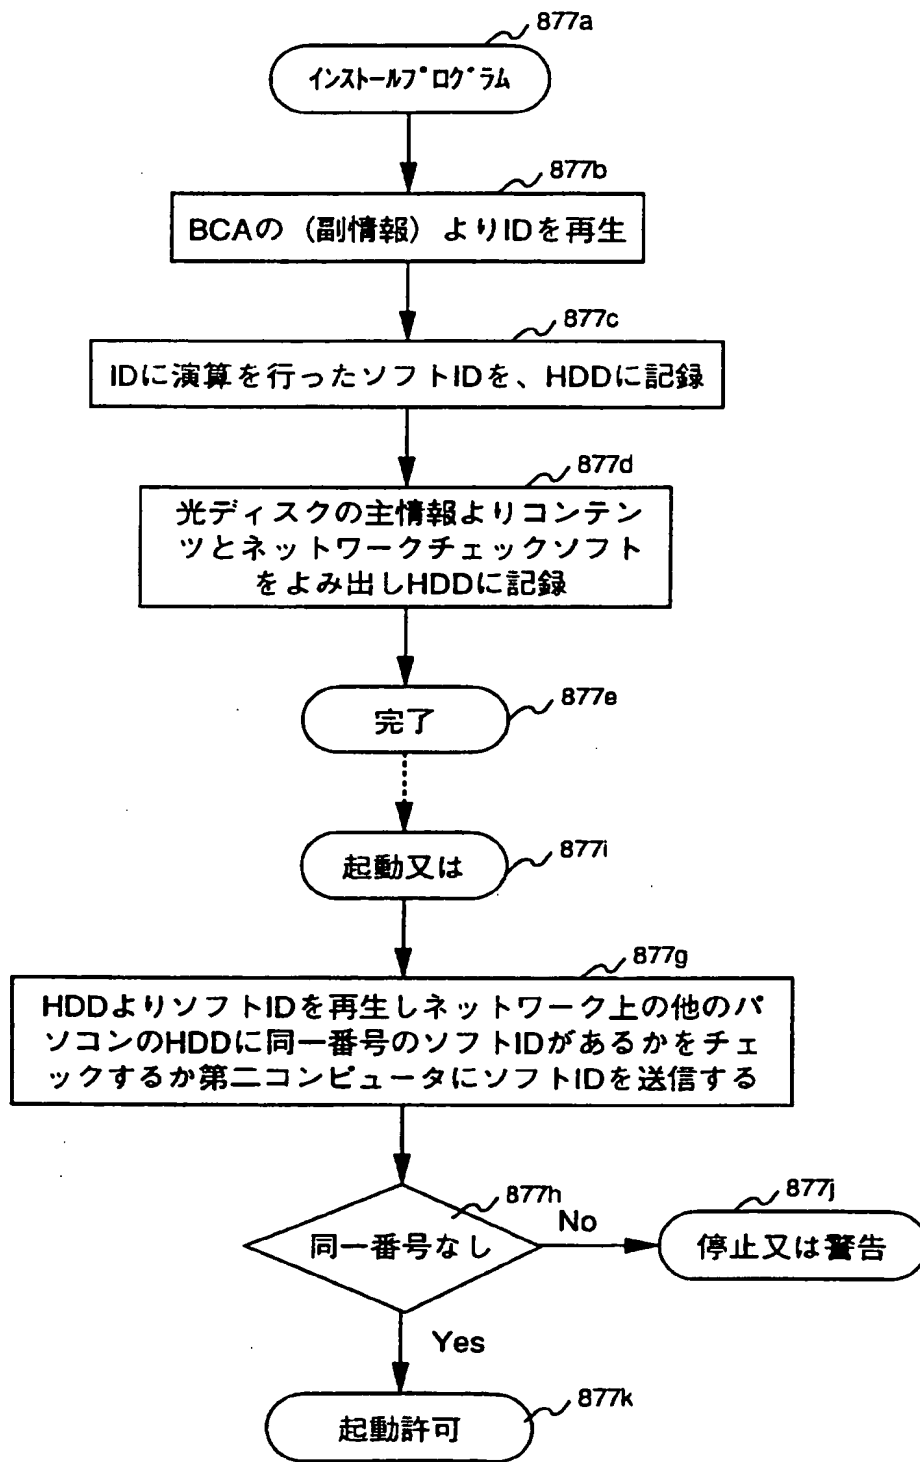 877a
インストールプログラム
877b
BCAの（副情報）よりIDを再生
877c
IDに演算を行ったソフトIDを、HDDに記録
877d
光ディスクの主情報よりコンテン
ツとネットワークチェックソフト
をよみ出しHDDに記録
877e
完了
877i
起動又は
877g
HDDよりソフトIDを再生しネットワーク上の他のパ
ソコンのHDDに同一番号のソフトIDがあるかをチェ
ックするか第二コンピュータにソフトIDを送信する
877h
同一番号なし
No
877j
停止又は警告
Yes
877k
起動許可